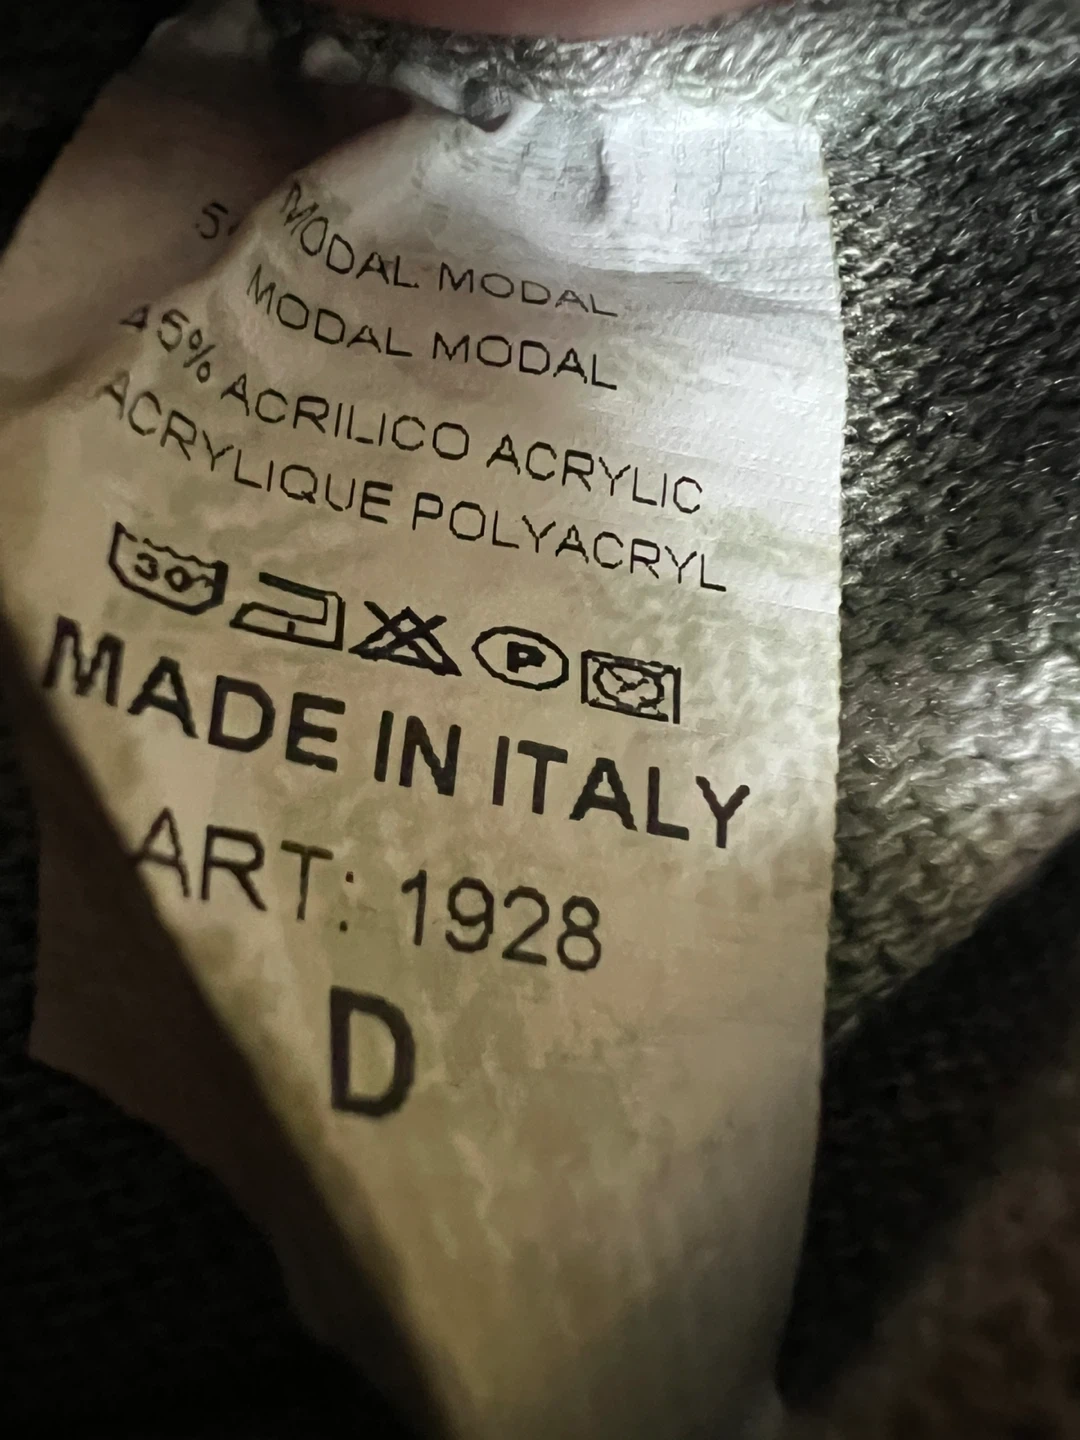 MODAL MODAL
MODAL MODAL
45% ACRILICO ACRYLIC
ACRYLIQUE POLYACRYL
30° P
MADE IN ITALY
ART: 1928
D